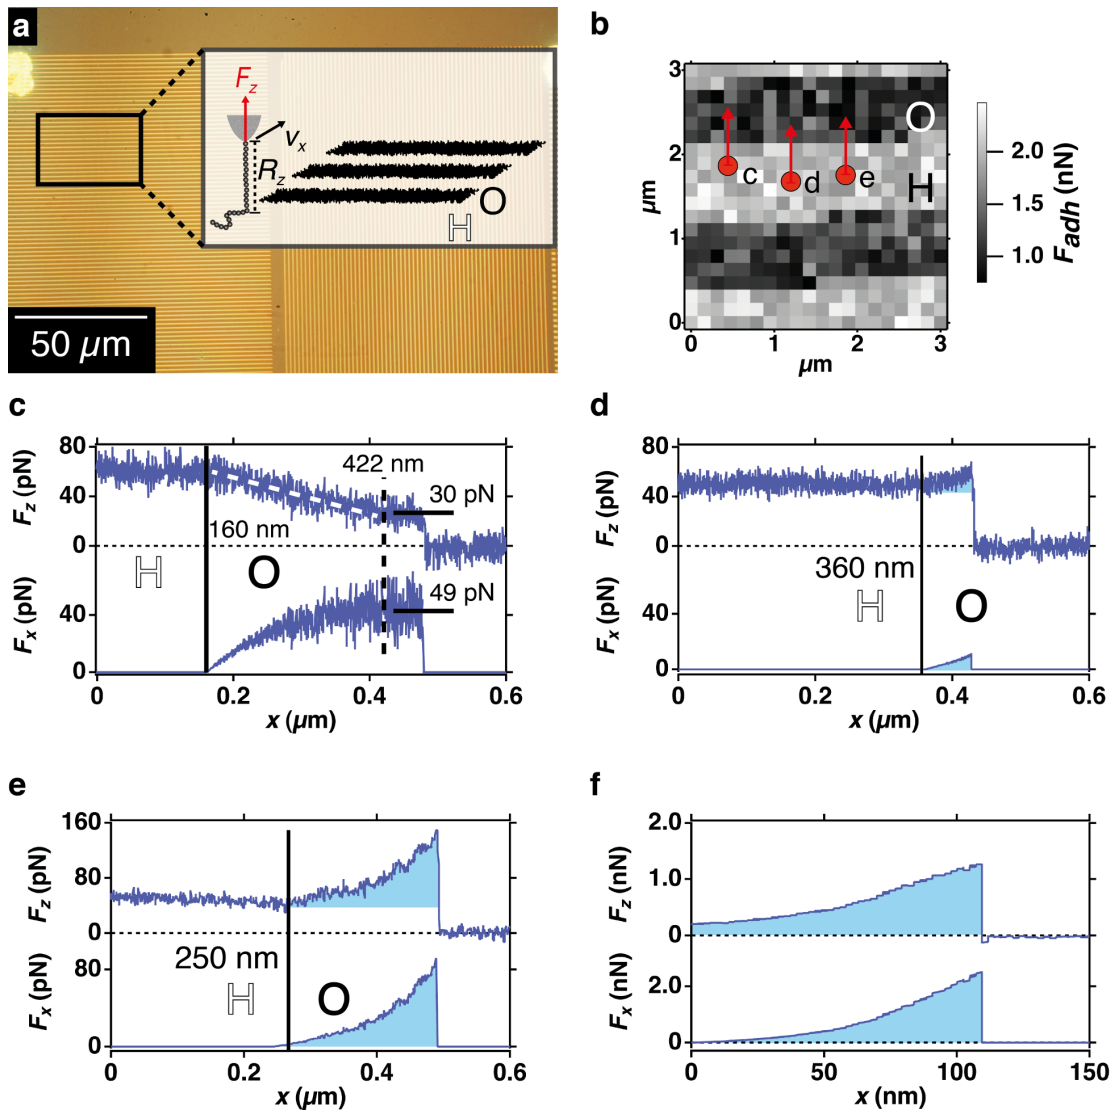 a
F_z
v_x
R_z
O
H
50 µm
b
3
2
1
0
µm
0 1 2 3
µm
O
H
c d e
2.0
1.5
1.0
F_adh (nN)
c
80
40
0
F_z (pN)
422 nm
30 pN
160 nm
H O
49 pN
40
0
F_x (pN)
0 0.2 0.4 0.6
x (µm)
d
80
40
0
F_z (pN)
360 nm
H O
40
0
F_x (pN)
0 0.2 0.4 0.6
x (µm)
e
160
80
0
F_z (pN)
250 nm
H O
80
0
F_x (pN)
0 0.2 0.4 0.6
x (µm)
f
2.0
1.0
0
F_z (nN)
2.0
0
F_x (nN)
0 50 100 150
x (nm)